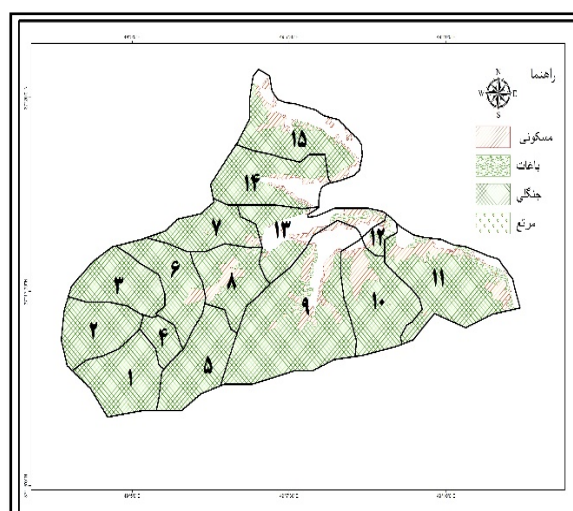 راهنما
N
W E
S
مسکونی
باغات
جنگلی
مرتع
۱۵
۱۴
۷
۱۳
۱۲
۳
۶
۸
۱۱
۹
۱۰
۲
۴
۵
۱